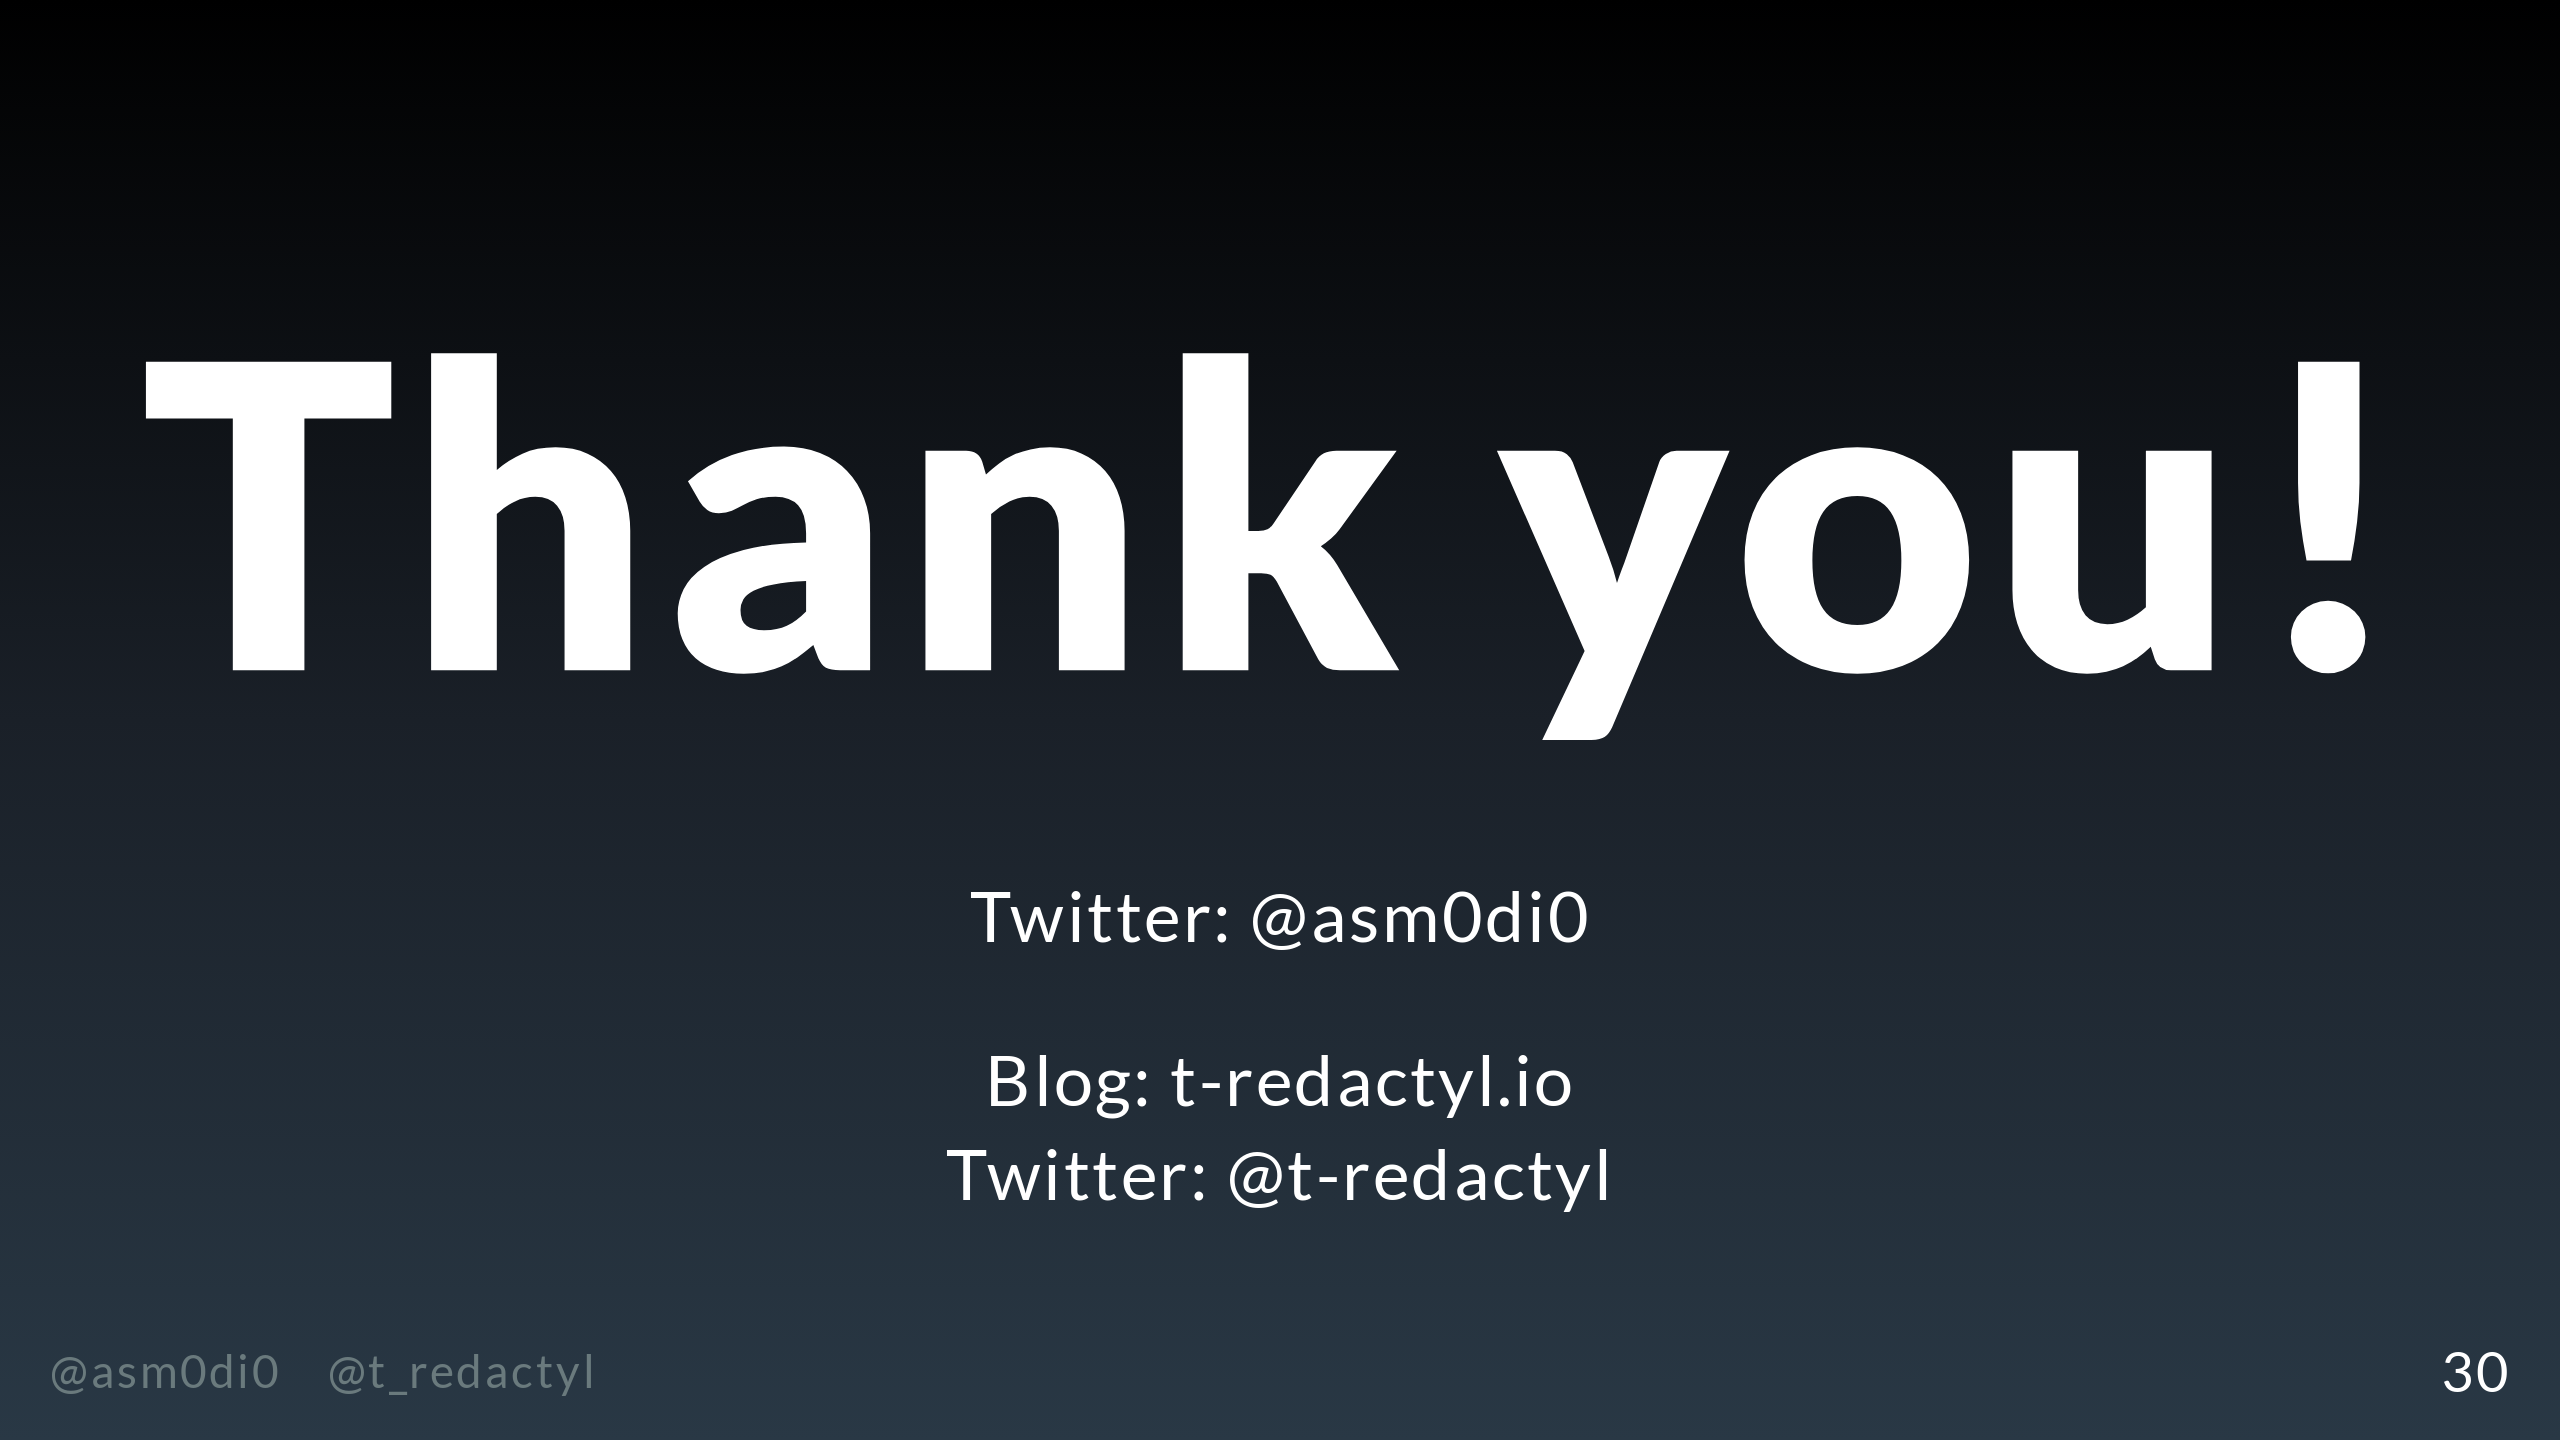 Thank you!
Twitter: @asm0di0
Blog: t-redactyl.io
Twitter: @t-redactyl
@asm0di0 @t_redactyl
30